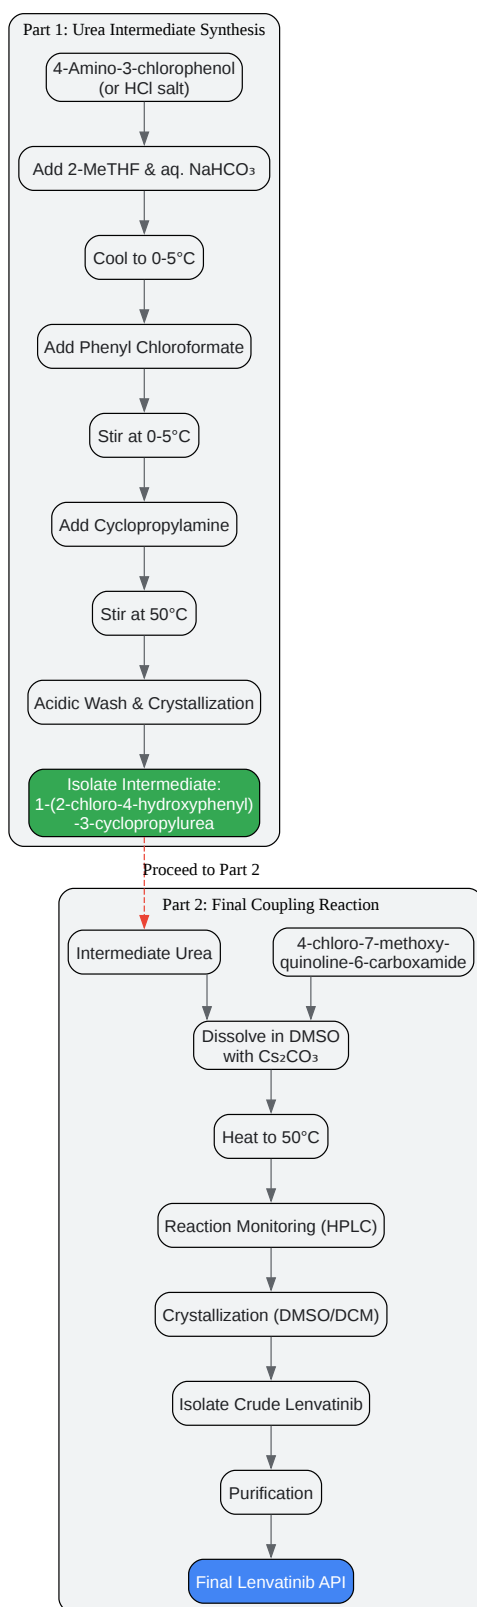 Part 1: Urea Intermediate Synthesis
4-Amino-3-chlorophenol
(or HCl salt)
Add 2-MeTHF & aq. NaHCO₃
Cool to 0-5°C
Add Phenyl Chloroformate
Stir at 0-5°C
Add Cyclopropylamine
Stir at 50°C
Acidic Wash & Crystallization
Isolate Intermediate:
1-(2-chloro-4-hydroxyphenyl)
-3-cyclopropylurea
Proceed to Part 2
Part 2: Final Coupling Reaction
Intermediate Urea
4-chloro-7-methoxy-
quinoline-6-carboxamide
Dissolve in DMSO
with Cs₂CO₃
Heat to 50°C
Reaction Monitoring (HPLC)
Crystallization (DMSO/DCM)
Isolate Crude Lenvatinib
Purification
Final Lenvatinib API